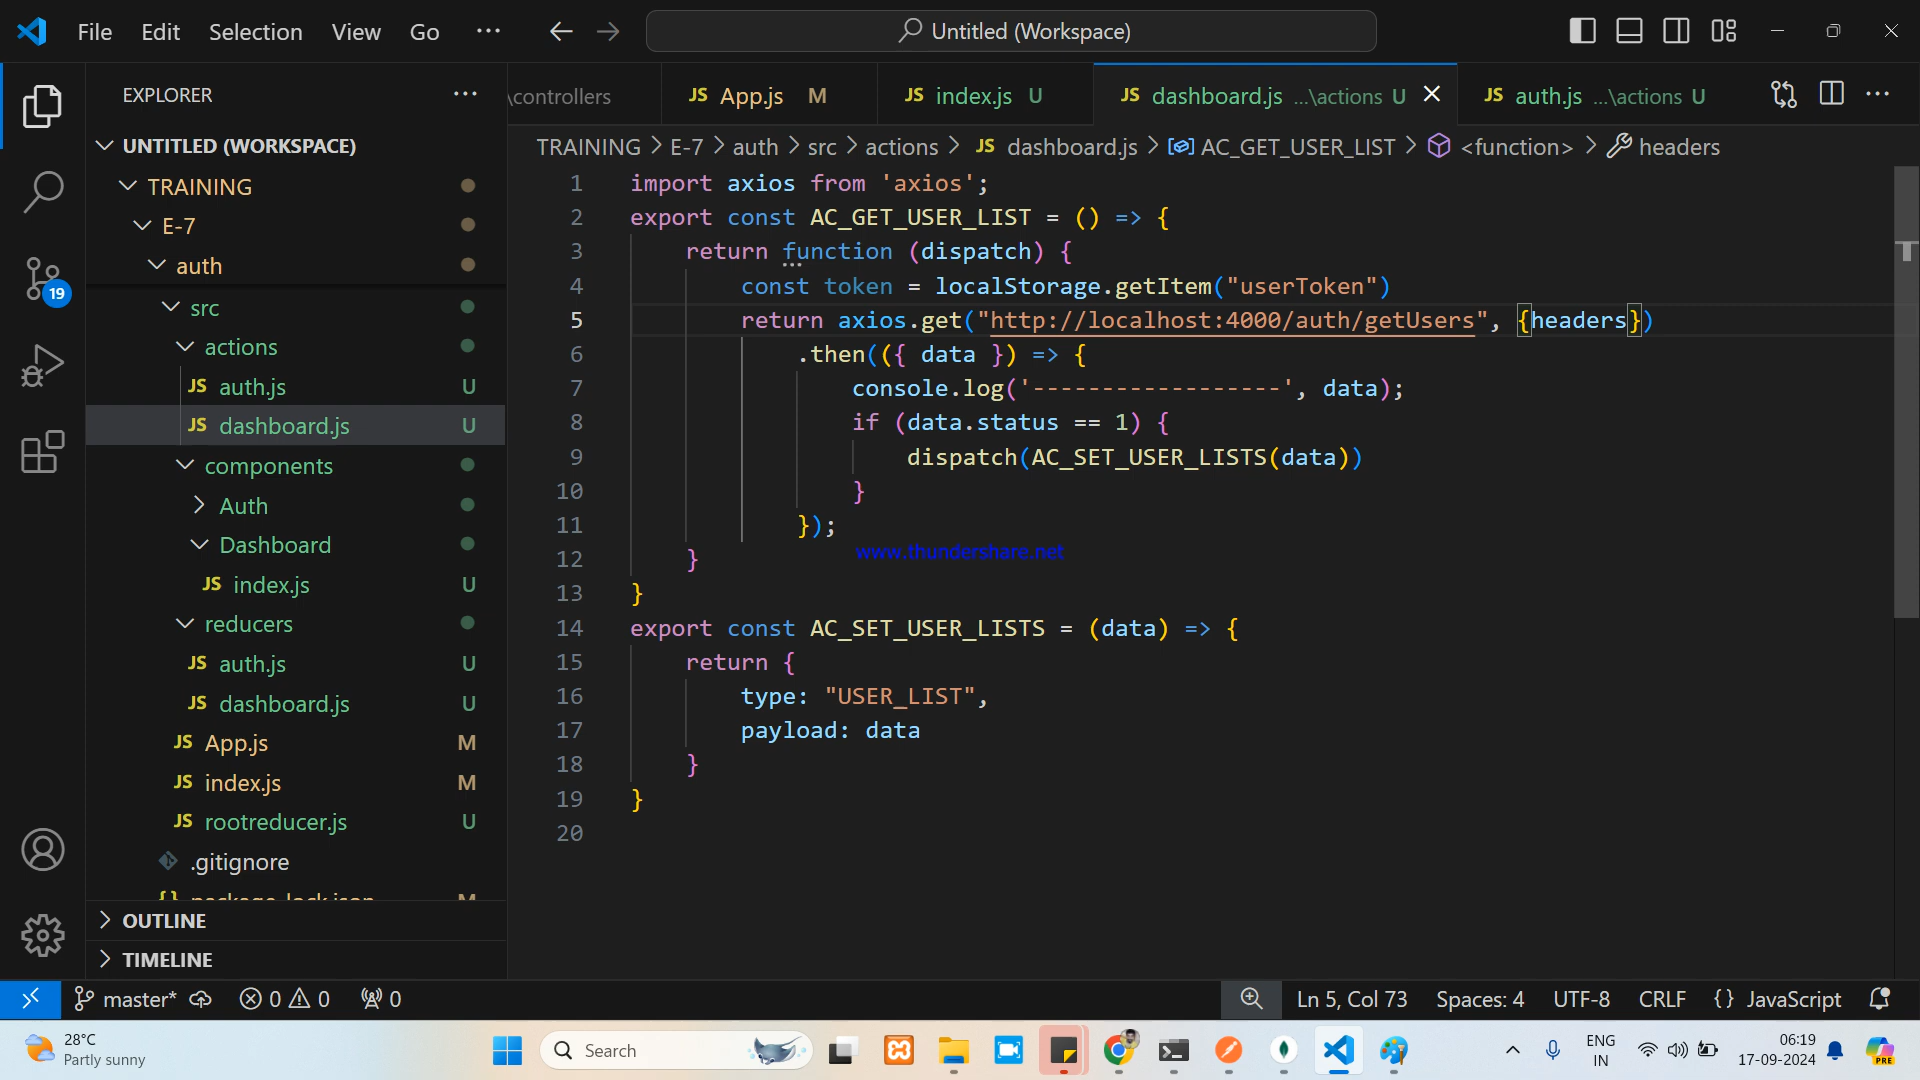 File Edit Selection View Go ··· Untitled (Workspace)
EXPLORER ···
UNTITLED (WORKSPACE)
TRAINING
E-7
auth
src
actions
JS auth.js U
JS dashboard.js U
components
Auth
Dashboard
JS index.js U
reducers
JS auth.js U
JS dashboard.js U
JS App.js M
JS index.js M
JS rootreducer.js U
.gitignore
{} package-lock.json M
OUTLINE
TIMELINE
19
\controllers JS App.js M JS index.js U JS dashboard.js ...\actions U JS auth.js ...\actions U ···
TRAINING > E-7 > auth > src > actions > JS dashboard.js > AC_GET_USER_LIST > <function> > headers
1 import axios from 'axios';
2 export const AC_GET_USER_LIST = () => {
3 return function (dispatch) {
4 const token = localStorage.getItem("userToken")
5 return axios.get("http://localhost:4000/auth/getUsers", {headers})
6 .then(({ data }) => {
7 console.log('------------------', data);
8 if (data.status == 1) {
9 dispatch(AC_SET_USER_LISTS(data))
10 }
11 });
www.thundershare.net
12 }
13 }
14 export const AC_SET_USER_LISTS = (data) => {
15 return {
16 type: "USER_LIST",
17 payload: data
18 }
19 }
20
master* 0 0 0 Ln 5, Col 73 Spaces: 4 UTF-8 CRLF {} JavaScript
28°C
Partly sunny
Search
PRE
ENG
IN
06:19
17-09-2024